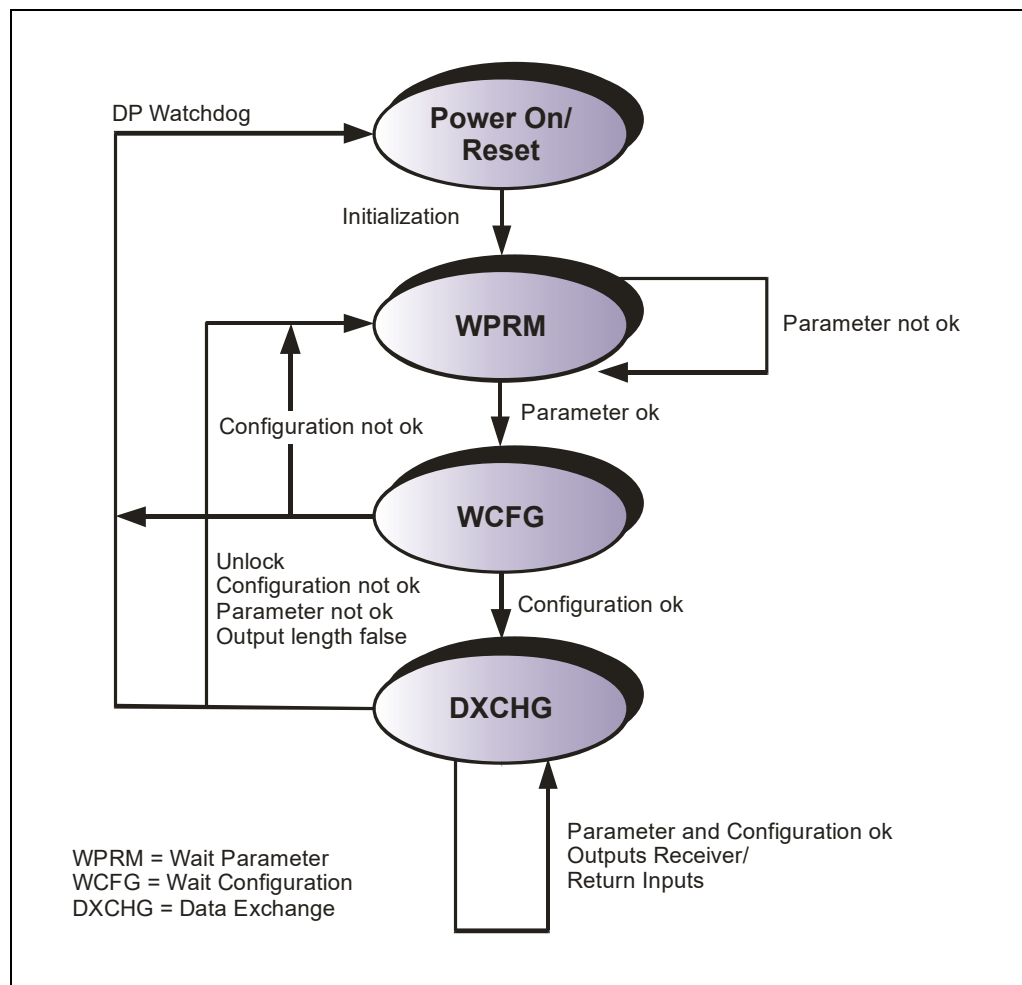 DP Watchdog
Power On/
Reset
Initialization
WPRM
Parameter not ok
Parameter ok
Configuration not ok
WCFG
Unlock
Configuration not ok
Parameter not ok
Output length false
Configuration ok
DXCHG
Parameter and Configuration ok
Outputs Receiver/
Return Inputs
WPRM = Wait Parameter
WCFG = Wait Configuration
DXCHG = Data Exchange